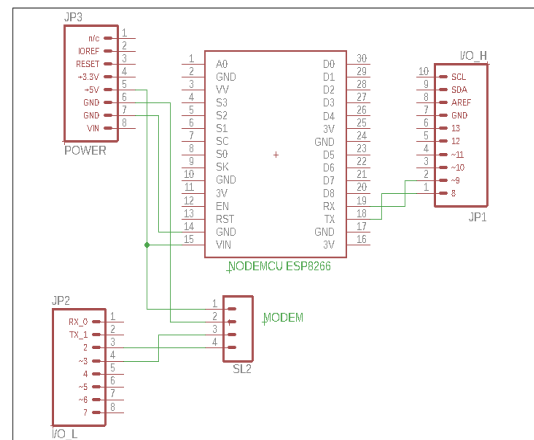 JP3
n/c 1
IOREF 2
RESET 3
+3.3V 4
+5V 5
GND 6
GND 7
VIN 8
POWER
1 A0 D0 30
2 GND D1 29
3 VV D2 28
4 S3 D3 27
5 S2 D4 26
6 S1 3V 25
7 SC GND 24
8 S0 D5 23
9 SK D6 22
10 GND D7 21
11 3V D8 20
12 EN RX 19
13 RST TX 18
14 GND GND 17
15 VIN 3V 16
NODEMCU ESP8266
I/O_H
10 SCL
9 SDA
8 AREF
7 GND
6 13
5 12
4 ~11
3 ~10
2 ~9
1 8
JP1
JP2
RX_0 1
TX_1 2
2 3
~3 4
4 5
~5 6
~6 7
7 8
I/O_L
1
2
3
4
MODEM
SL2